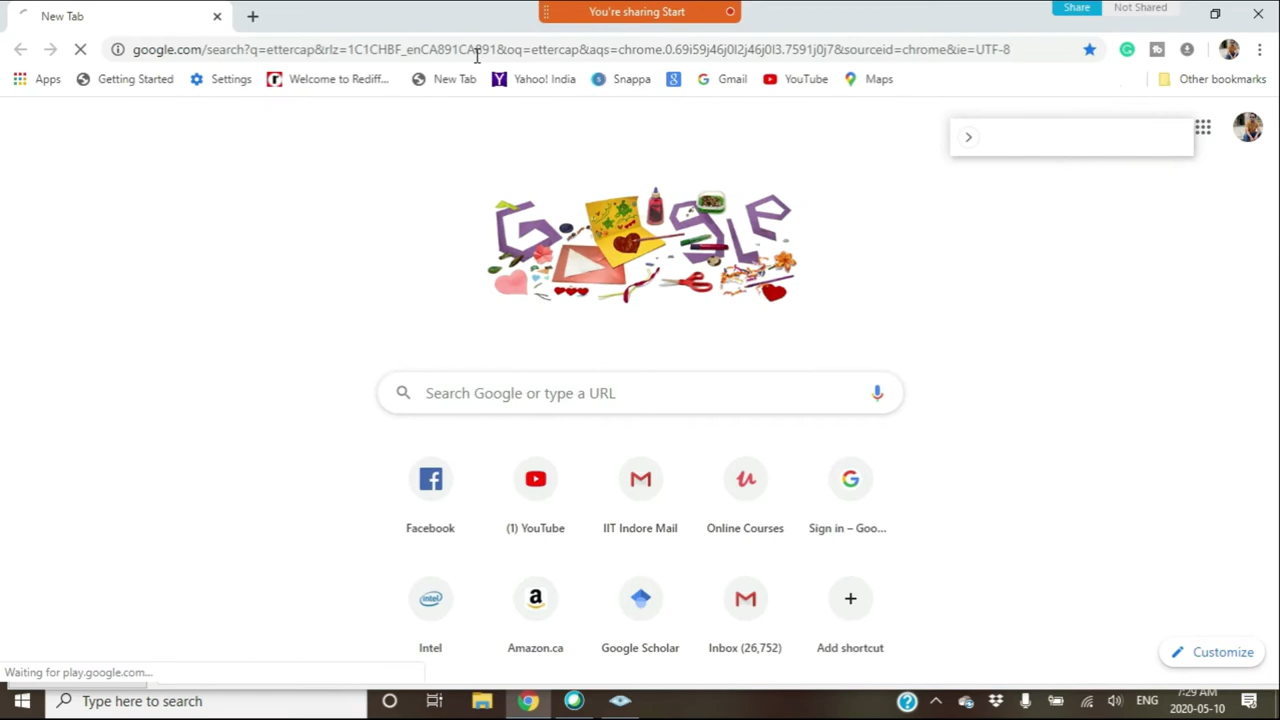 New Tab
You're sharing Start
Share
Not Shared
google.com/search?q=ettercap&rlz=1C1CHBF_enCA891CA891&oq=ettercap&aqs=chrome.0.69i59j46j0l2j46j0l3.7591j0j7&sourceid=chrome&ie=UTF-8
Apps
Getting Started
Settings
Welcome to Rediff...
New Tab
Yahoo! India
Snappa
Gmail
YouTube
Maps
Other bookmarks
Google
Search Google or type a URL
Facebook
(1) YouTube
IIT Indore Mail
Online Courses
Sign in – Goo...
intel
Intel
Amazon.ca
Google Scholar
Inbox (26,752)
Add shortcut
Customize
Waiting for play.google.com...
Type here to search
ENG
7:29 AM
2020-05-10